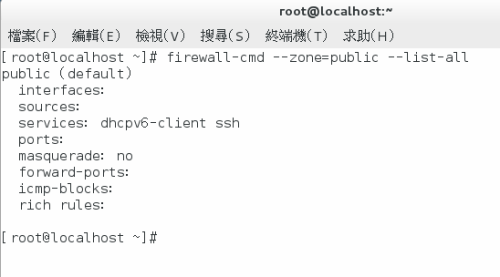 root@localhost:~
檔案(F) 編輯(E) 檢視(V) 搜尋(S) 終端機(T) 求助(H)
[root@localhost ~]# firewall-cmd --zone=public --list-all
public (default)
  interfaces:
  sources:
  services: dhcpv6-client ssh
  ports:
  masquerade: no
  forward-ports:
  icmp-blocks:
  rich rules:
[root@localhost ~]#